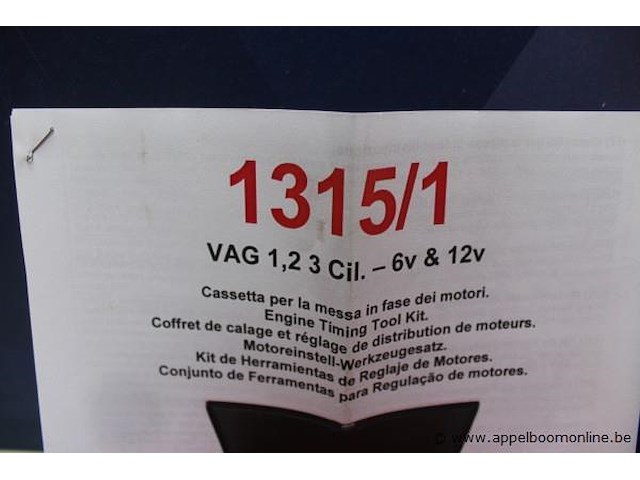 1315/1
VAG 1,2 3 Cil. – 6v & 12v
Cassetta per la messa in fase dei motori.
Engine Timing Tool Kit.
Coffret de calage et réglage de distribution de moteurs.
Motoreinstell-Werkzeugesatz.
Kit de Herramientas de Reglaje de Motores.
Conjunto de Ferramentas para Regulação de motores.
© www.appelboomonline.be